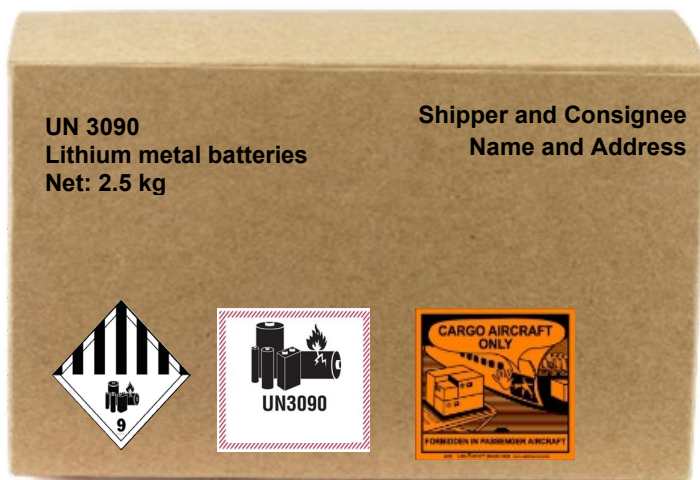 UN 3090
Lithium metal batteries
Net: 2.5 kg
Shipper and Consignee
Name and Address
9
UN3090
CARGO AIRCRAFT
ONLY
FORBIDDEN IN PASSENGER AIRCRAFT